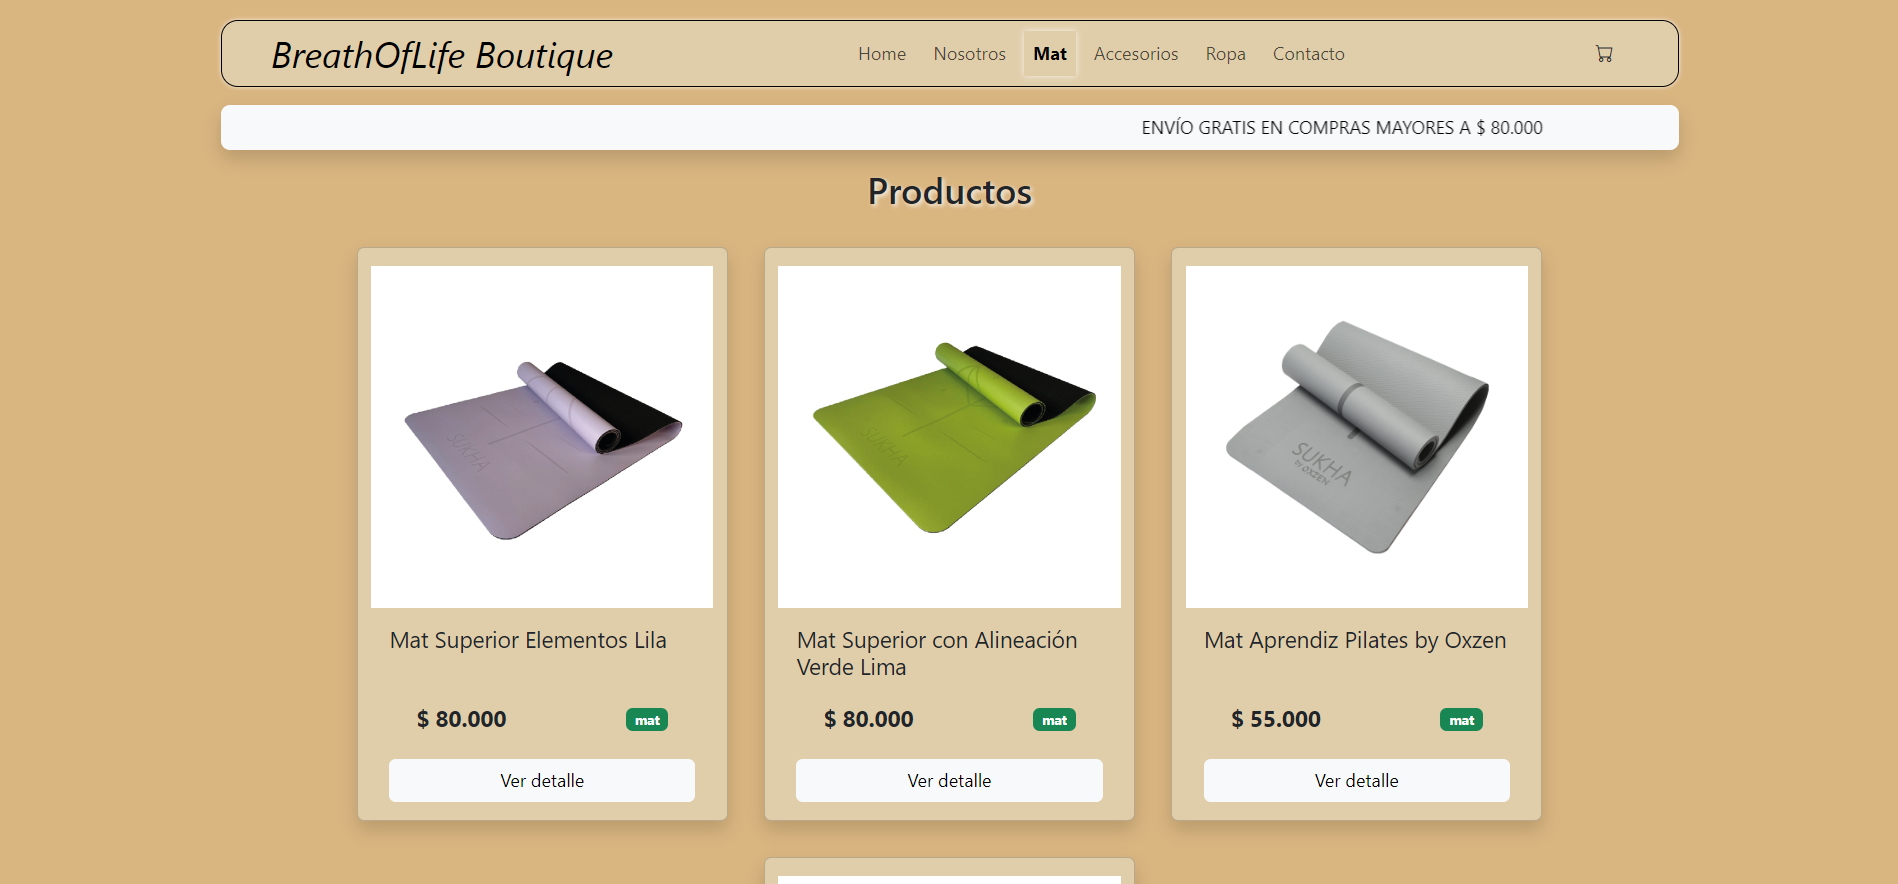 BreathOfLife Boutique
Home Nosotros Mat Accesorios Ropa Contacto
ENVÍO GRATIS EN COMPRAS MAYORES A $ 80.000
Productos
SUKHA
SUKHA
SUKHA
by OXZEN
Mat Superior Elementos Lila
$ 80.000 mat
Ver detalle
Mat Superior con Alineación
Verde Lima
$ 80.000 mat
Ver detalle
Mat Aprendiz Pilates by Oxzen
$ 55.000 mat
Ver detalle